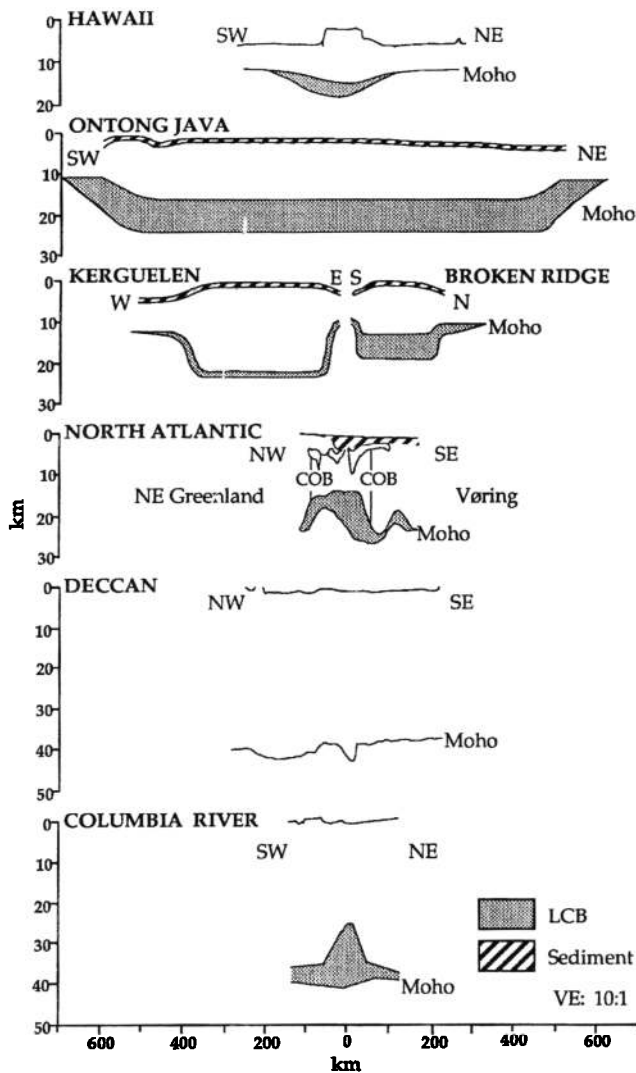 HAWAII
0
SW
NE
10
Moho
20
ONTONG JAVA
0
SW
NE
10
20
Moho
30
KERGUELEN
E S
BROKEN RIDGE
0
W
N
10
Moho
20
30
NORTH ATLANTIC
0
NW
SE
COB
COB
10
NE Greenland
Vøring
km
20
Moho
30
DECCAN
0
NW
SE
10
20
30
Moho
40
50
COLUMBIA RIVER
0
SW
NE
10
20
LCB
30
Sediment
40
Moho
VE: 10:1
50
600 400 200 0 200 400 600
km